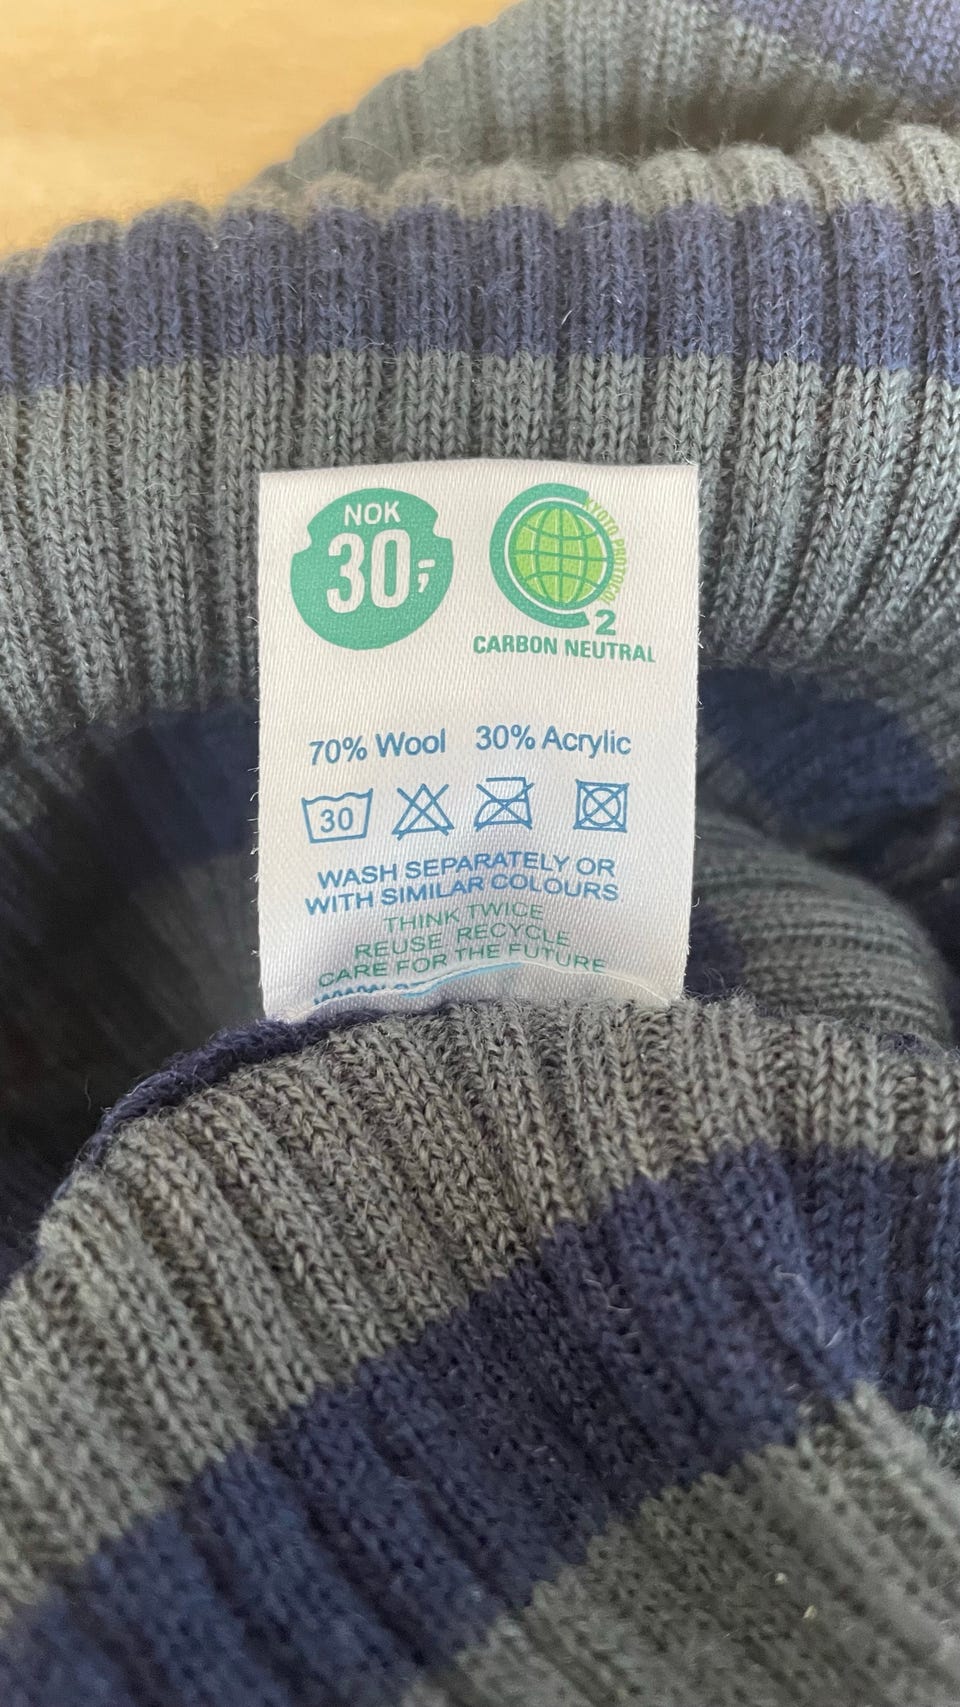 NOK
30,-
KYOTO PROTOCOL
2
CARBON NEUTRAL
70% Wool 30% Acrylic
30
WASH SEPARATELY OR
WITH SIMILAR COLOURS
THINK TWICE
REUSE RECYCLE
CARE FOR THE FUTURE